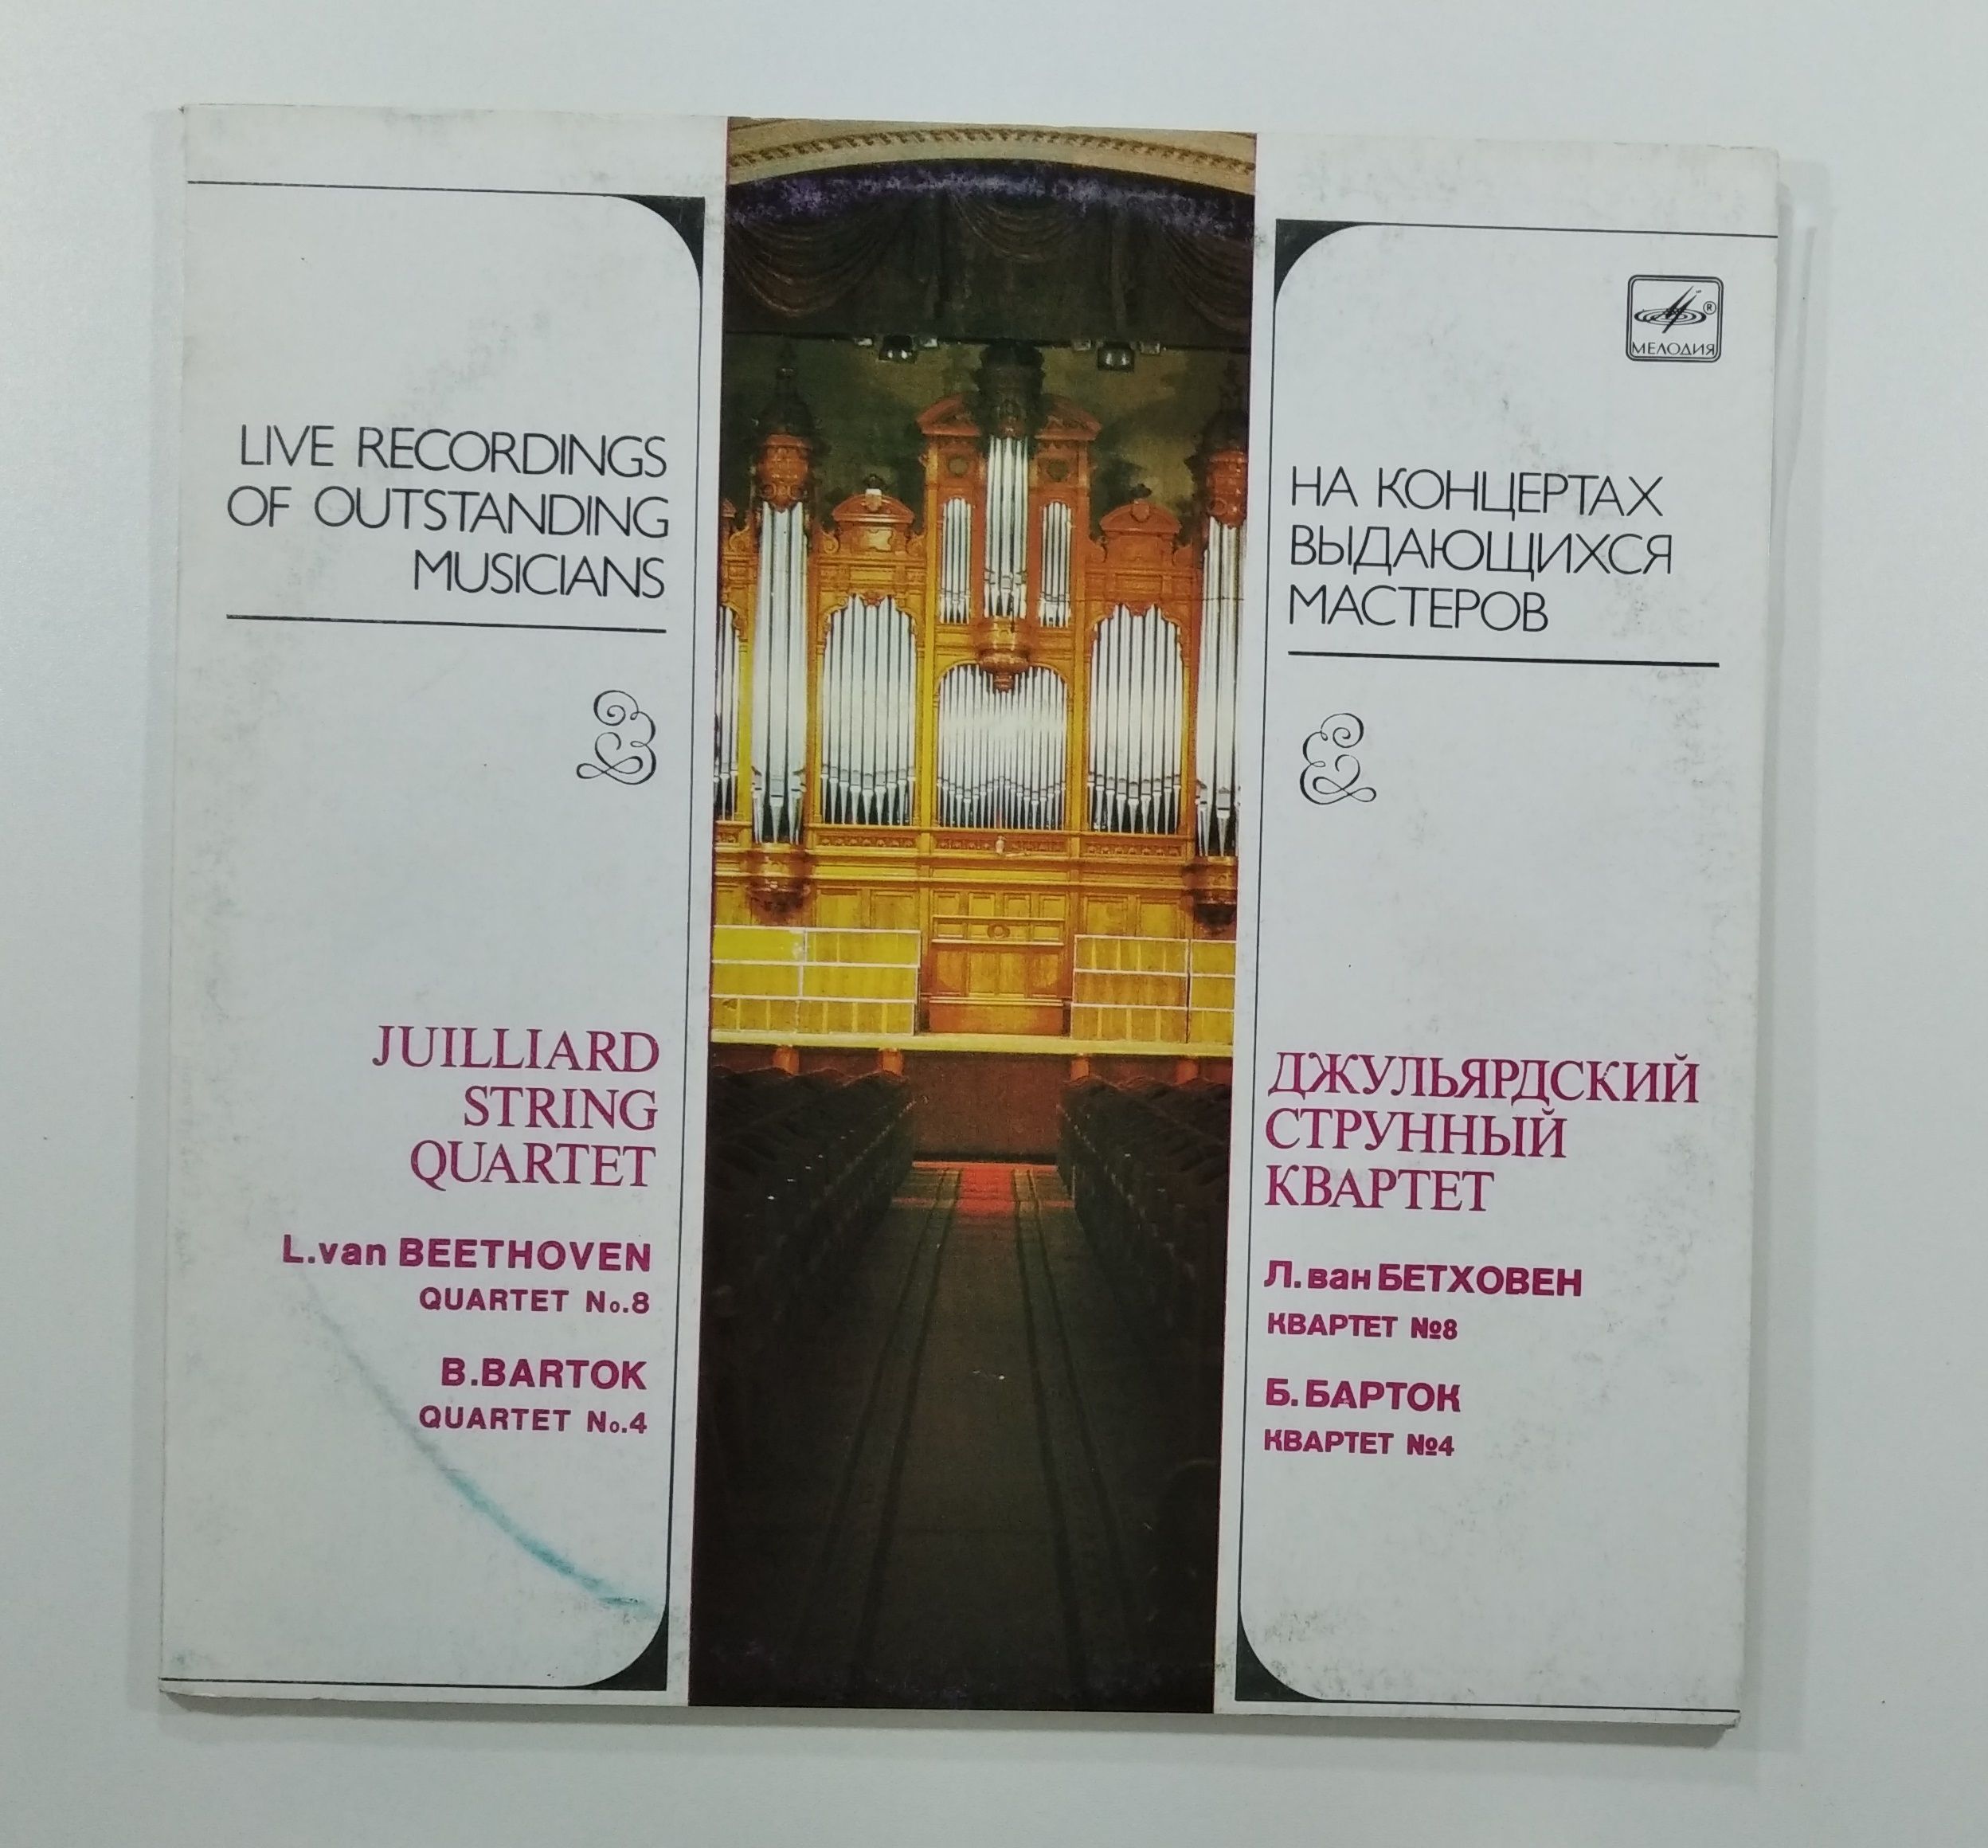 LIVE RECORDINGS
OF OUTSTANDING
MUSICIANS
JUILLIARD
STRING
QUARTET
L.van BEETHOVEN
QUARTET No.8
B.BARTOK
QUARTET No.4
®
МЕЛОДИЯ
НА КОНЦЕРТАХ
ВЫДАЮЩИХСЯ
МАСТЕРОВ
ДЖУЛЬЯРДСКИЙ
СТРУННЫЙ
КВАРТЕТ
Л.ван БЕТХОВЕН
КВАРТЕТ №8
Б.БАРТОК
КВАРТЕТ №4